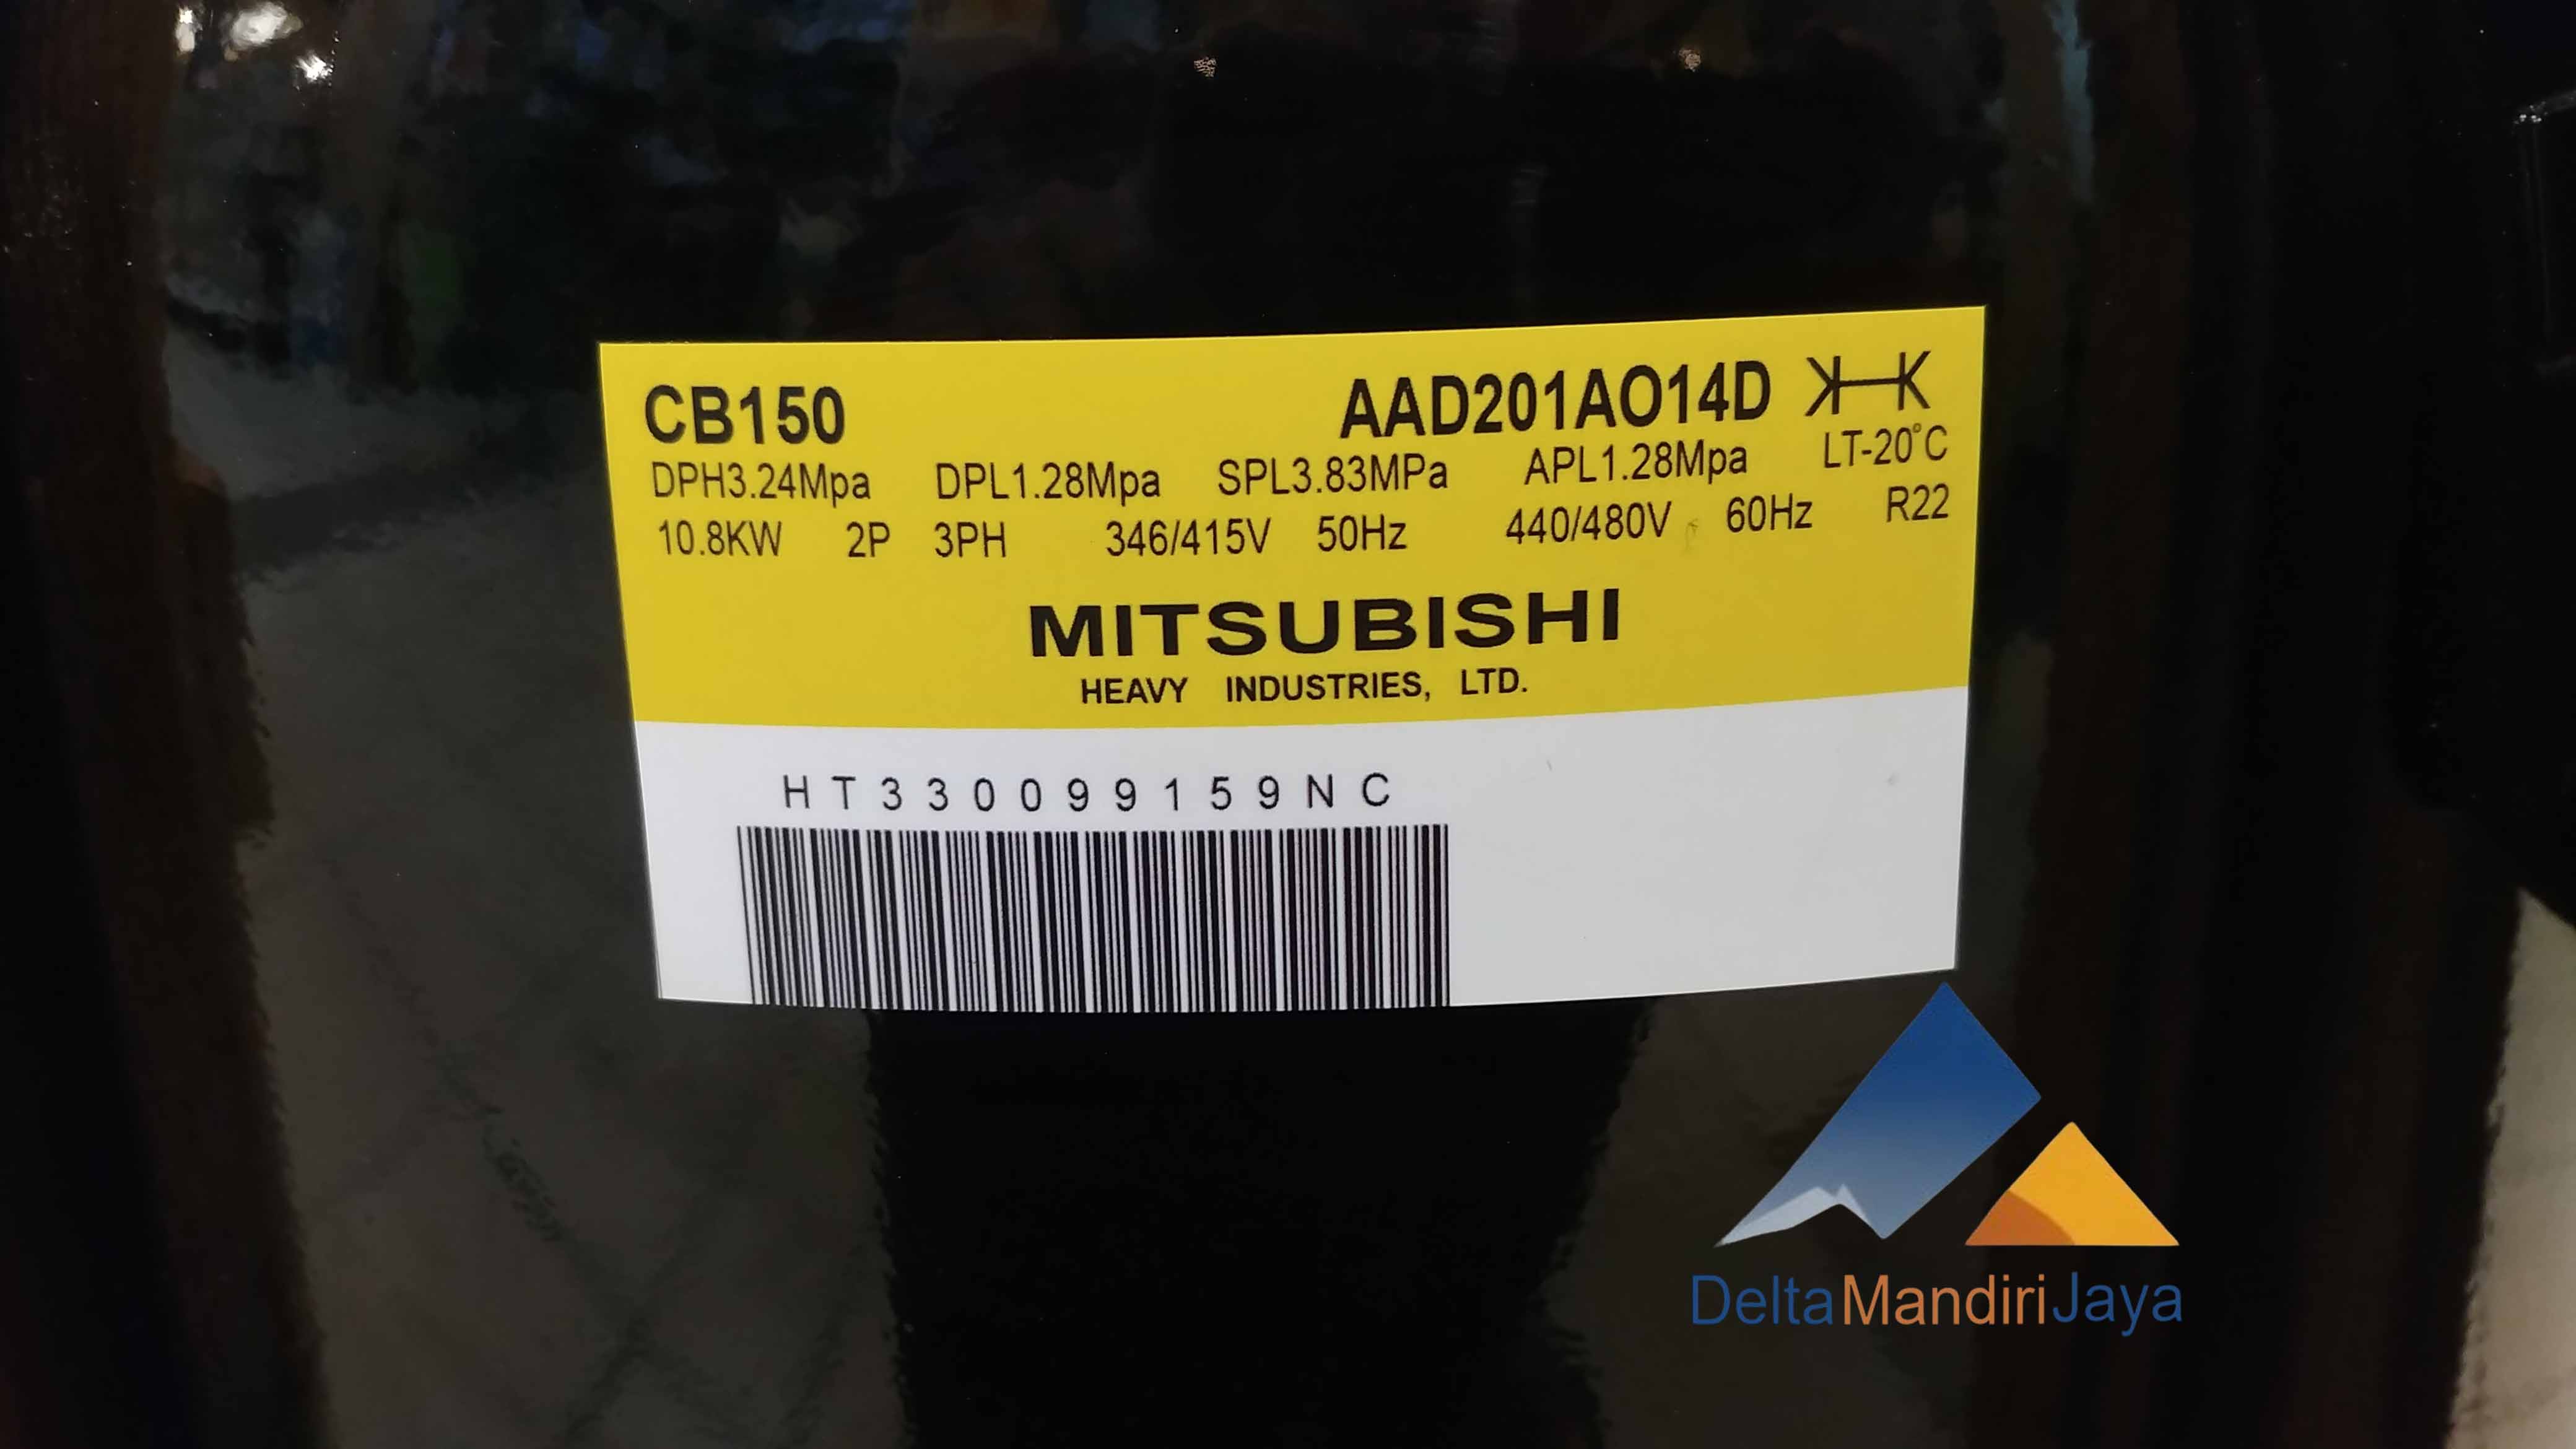 CB150 AAD201AO14D
DPH3.24Mpa DPL1.28Mpa SPL3.83MPa APL1.28Mpa LT-20°C
10.8KW 2P 3PH 346/415V 50Hz 440/480V 60Hz R22
MITSUBISHI
HEAVY INDUSTRIES, LTD.
HT330099159NC
DeltaMandiriJaya